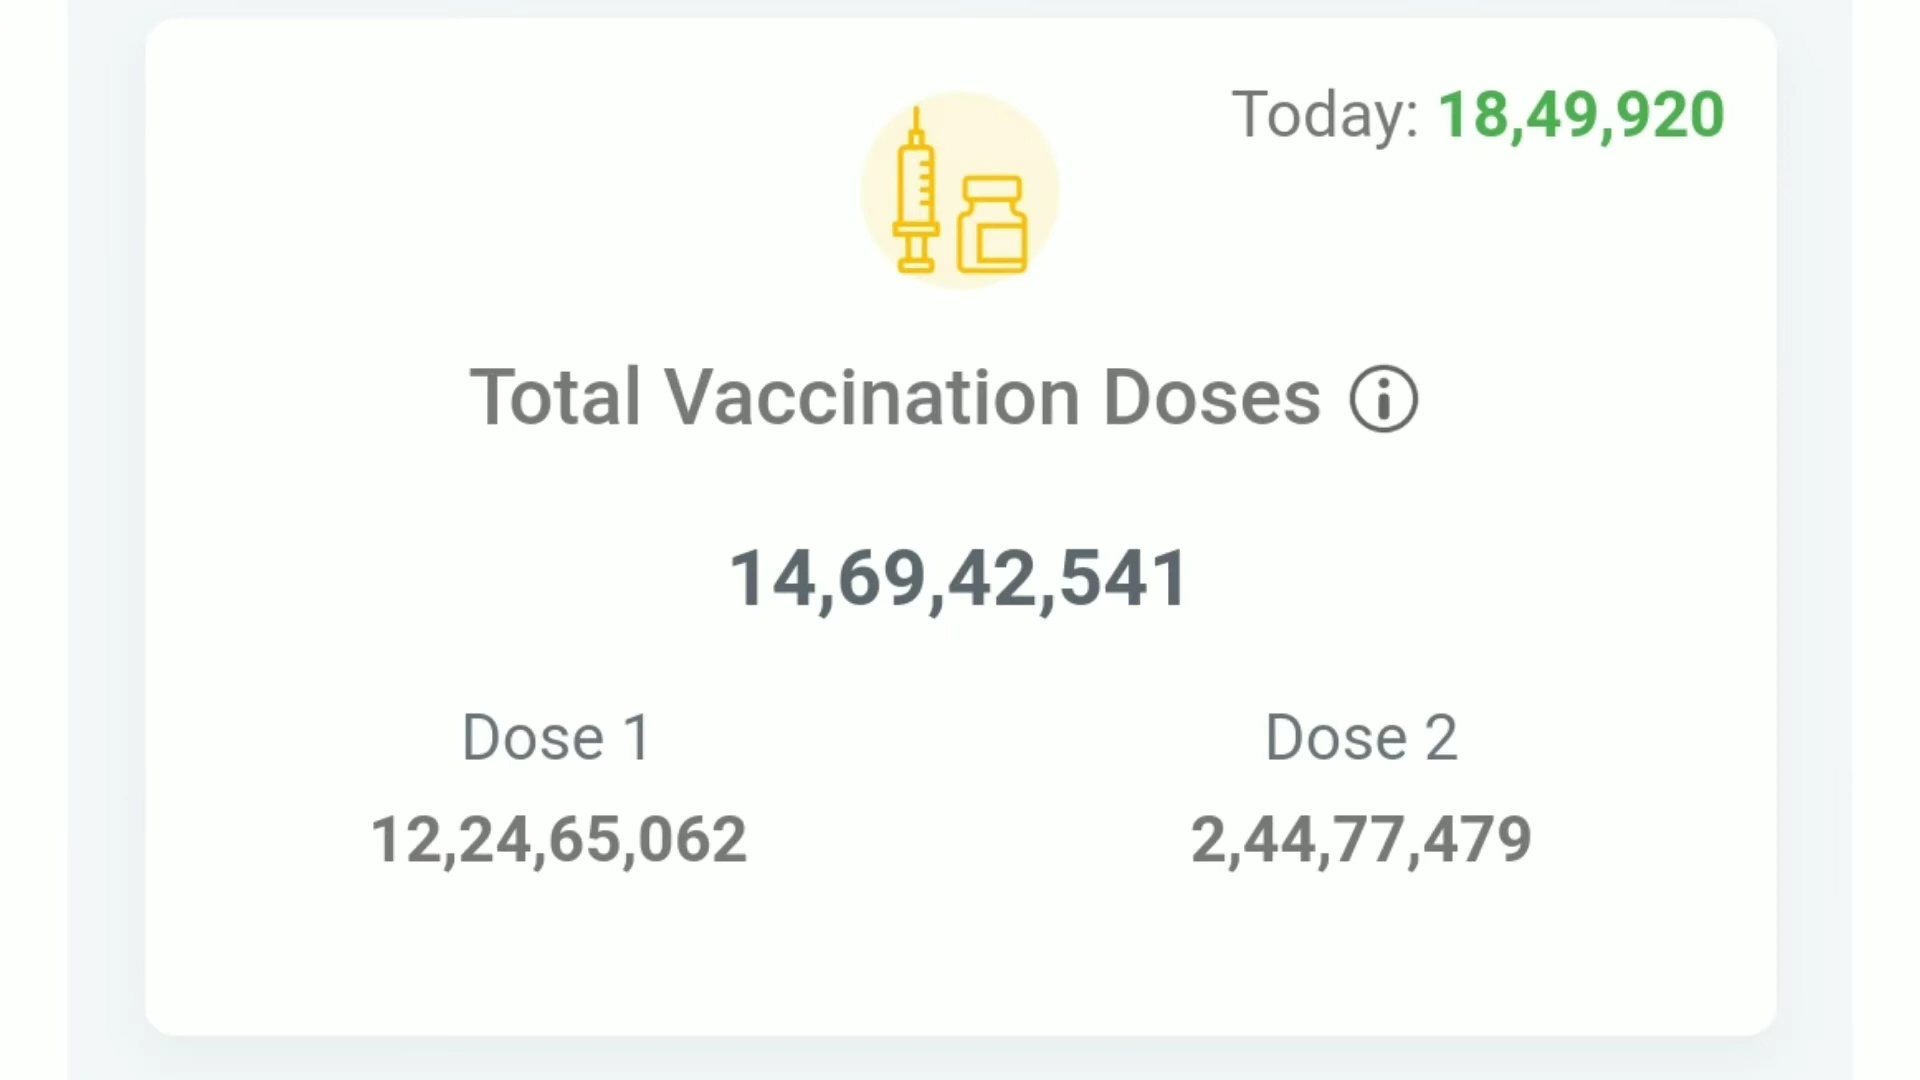 Today: 18,49,920
Total Vaccination Doses
14,69,42,541
Dose 1 Dose 2
12,24,65,062 2,44,77,479